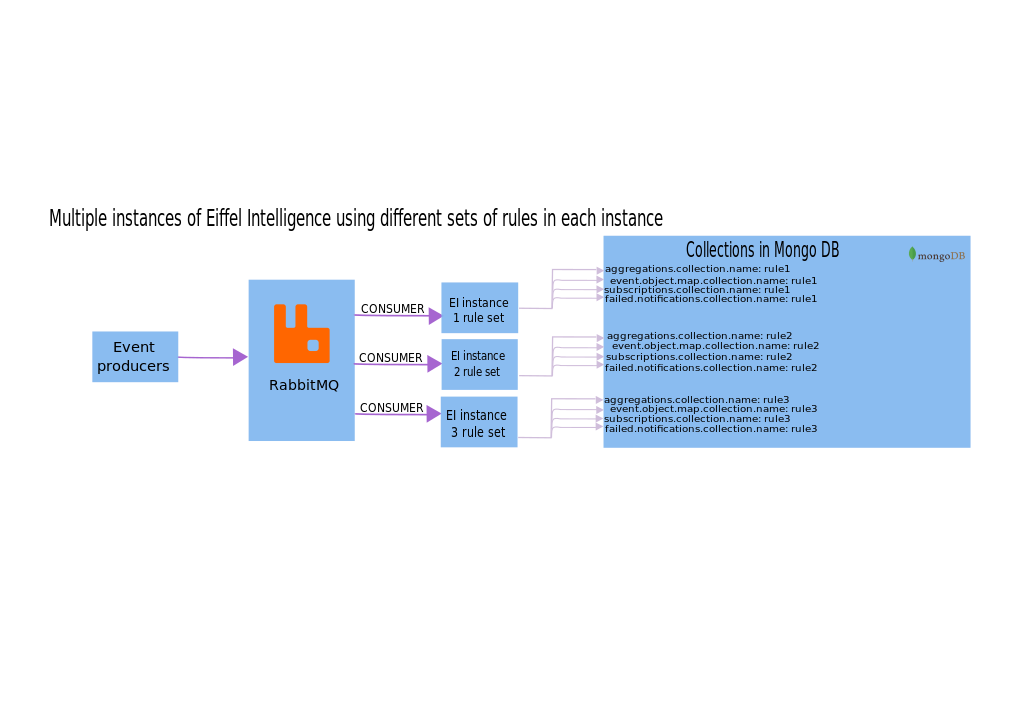 Multiple instances of Eiffel Intelligence using different sets of rules in each instance
Event
producers
RabbitMQ
CONSUMER
CONSUMER
CONSUMER
EI instance
1 rule set
EI instance
2 rule set
EI instance
3 rule set
Collections in Mongo DB
mongoDB
aggregations.collection.name: rule1
event.object.map.collection.name: rule1
subscriptions.collection.name: rule1
failed.notifications.collection.name: rule1
aggregations.collection.name: rule2
event.object.map.collection.name: rule2
subscriptions.collection.name: rule2
failed.notifications.collection.name: rule2
aggregations.collection.name: rule3
event.object.map.collection.name: rule3
subscriptions.collection.name: rule3
failed.notifications.collection.name: rule3